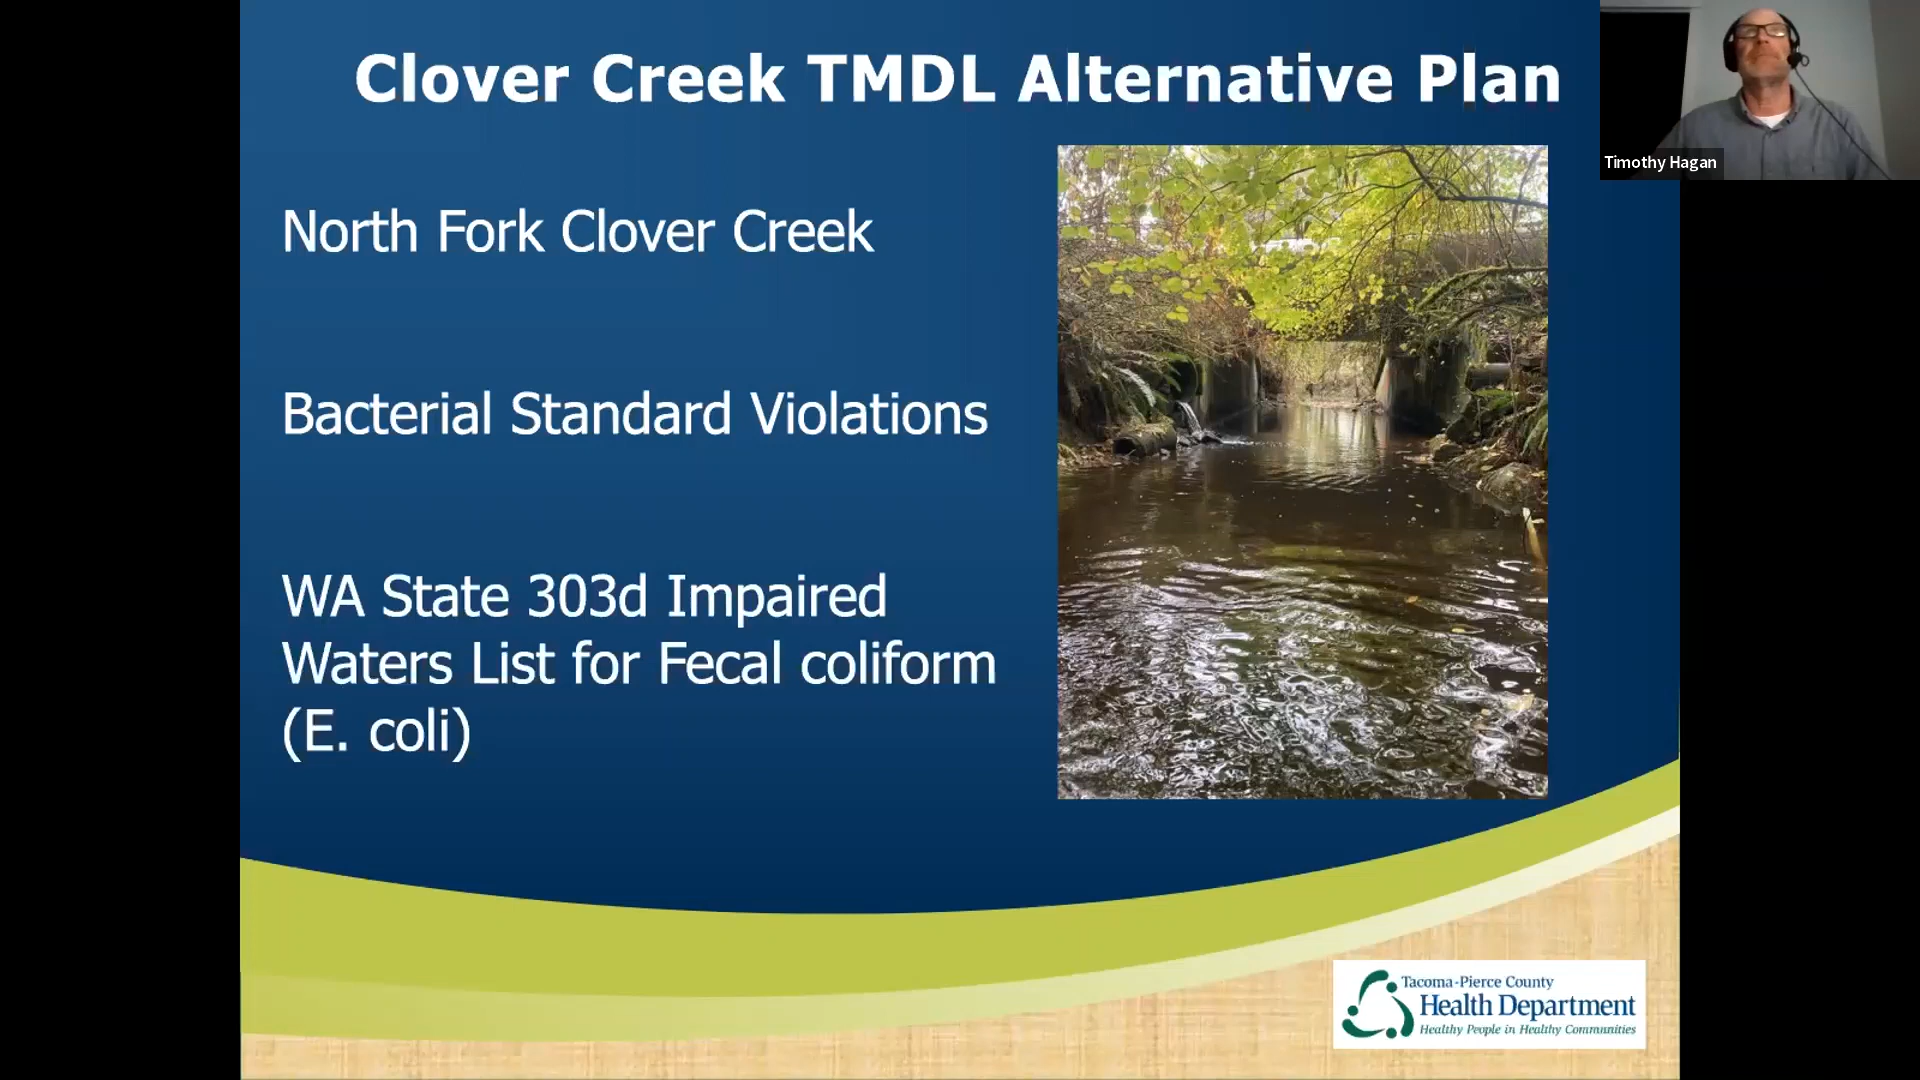 Clover Creek TMDL Alternative Plan
Timothy Hagan
North Fork Clover Creek
Bacterial Standard Violations
WA State 303d Impaired
Waters List for Fecal coliform
(E. coli)
Tacoma-Pierce County
Health Department
Healthy People in Healthy Communities